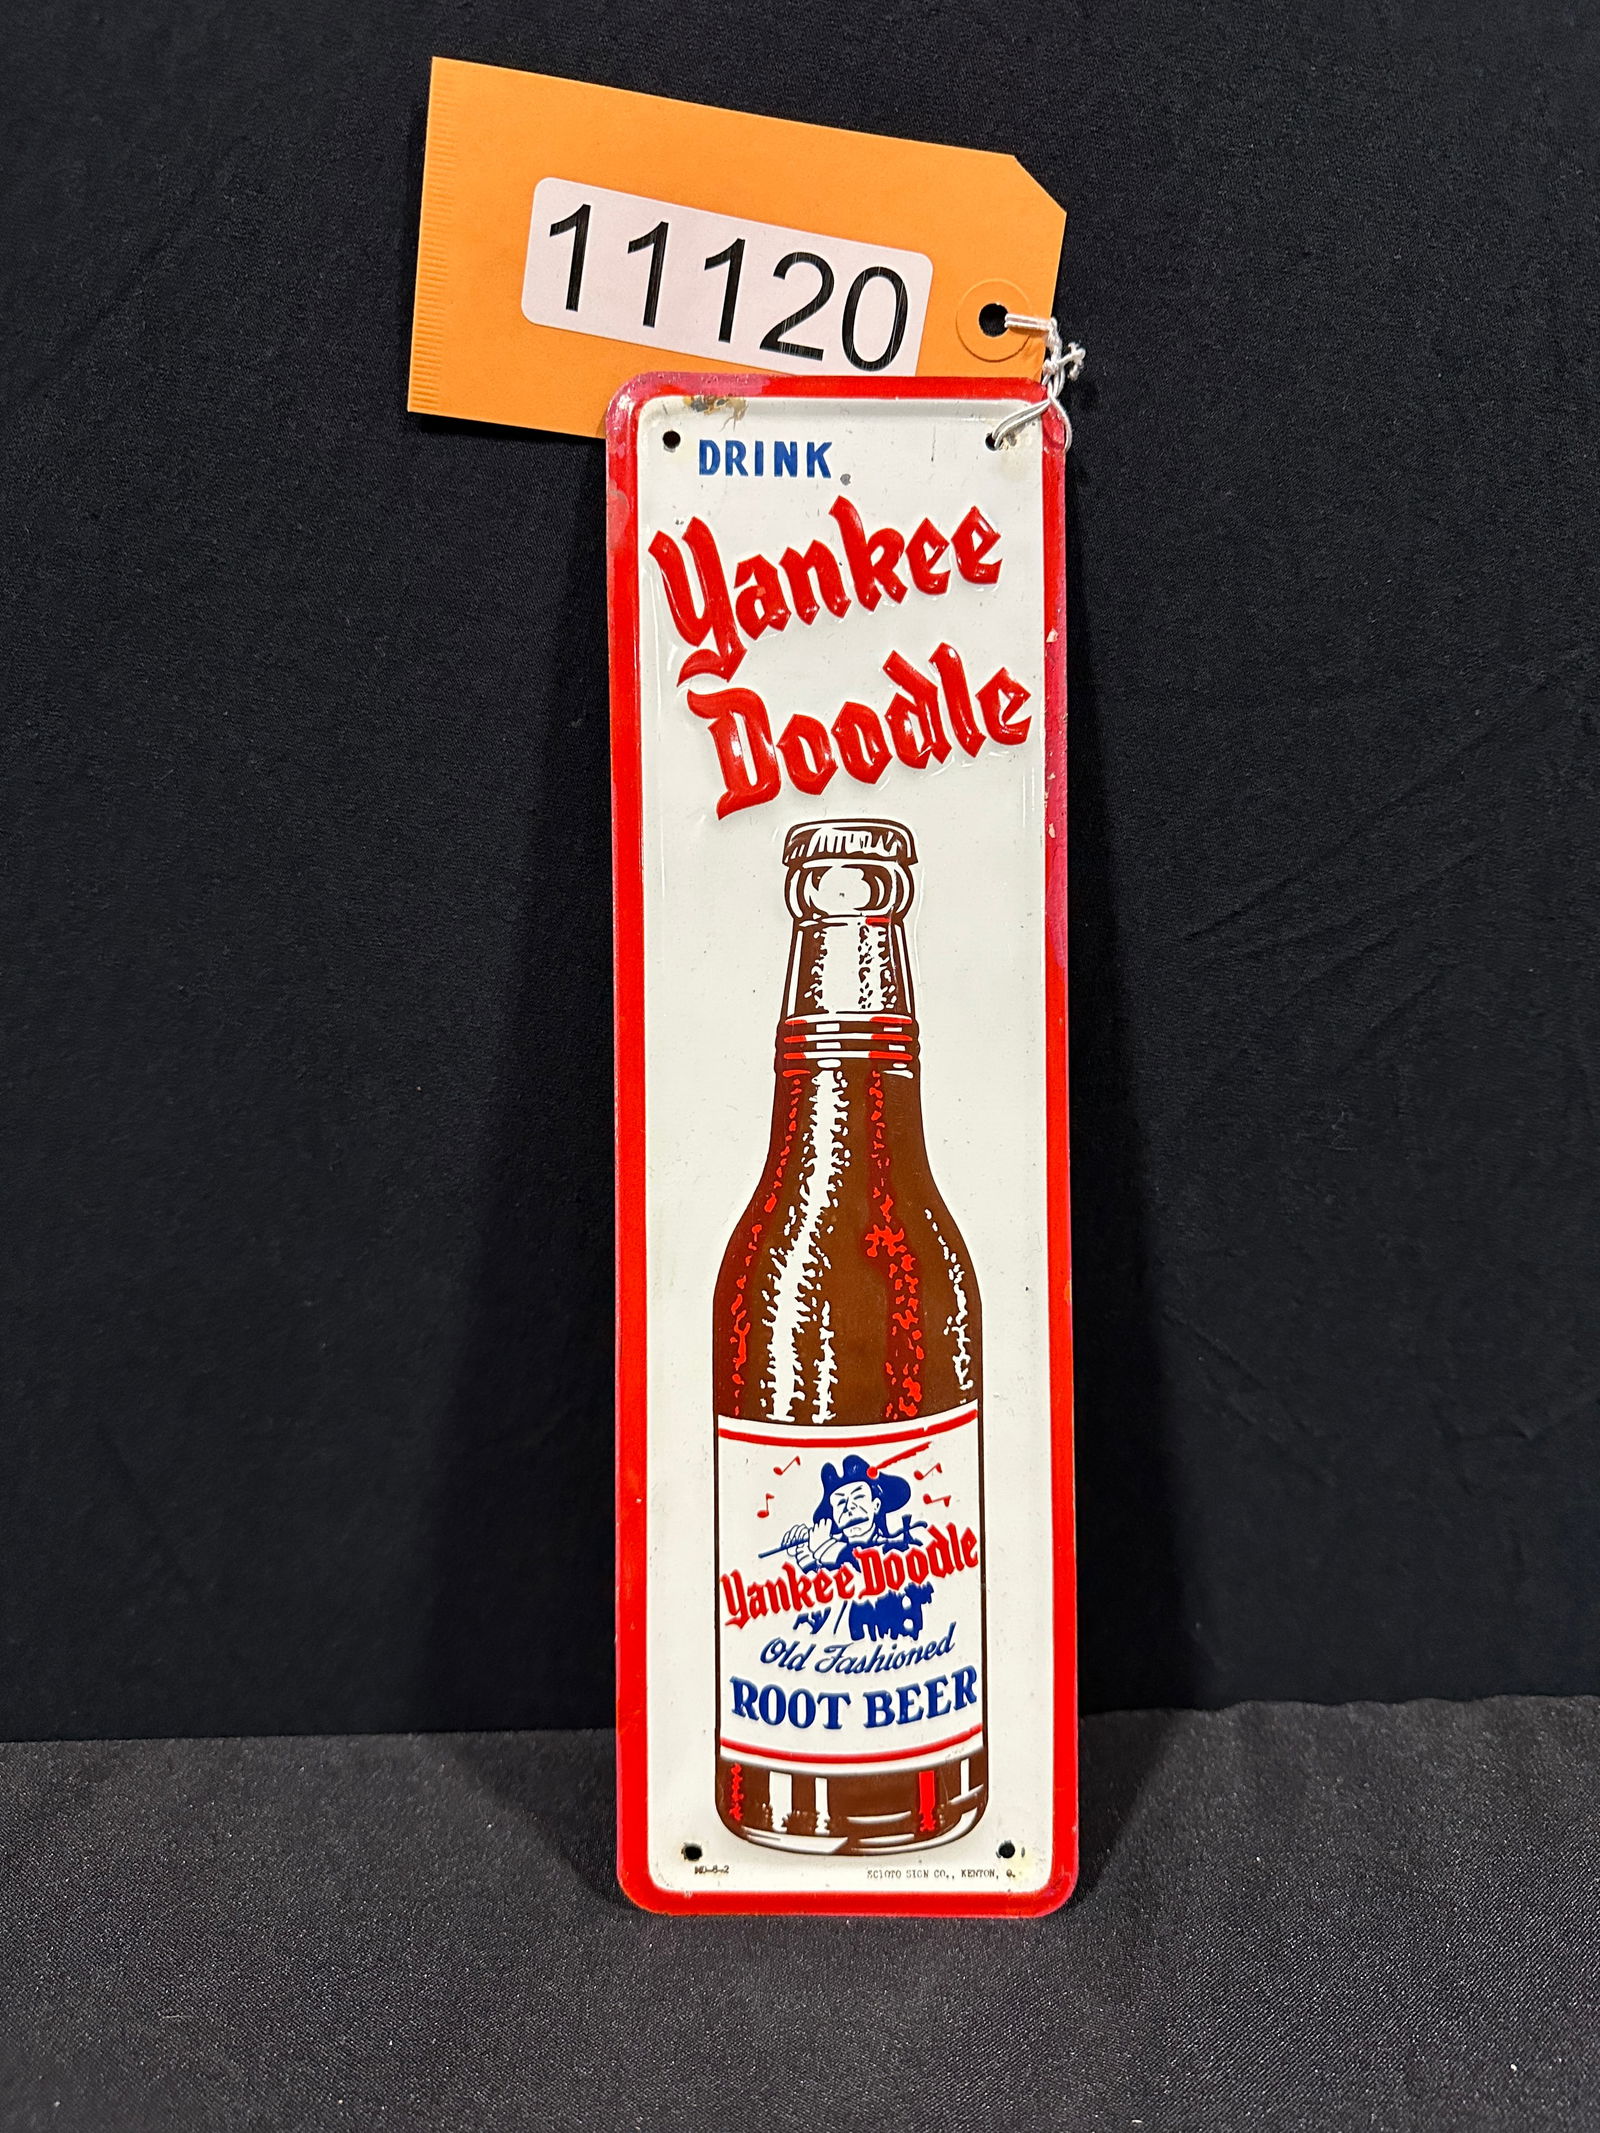 11120
DRINK
Yankee
Doodle
Yankee Doodle
Old Fashioned
ROOT BEER
SCIOTO SIGN CO., KENTON, O.